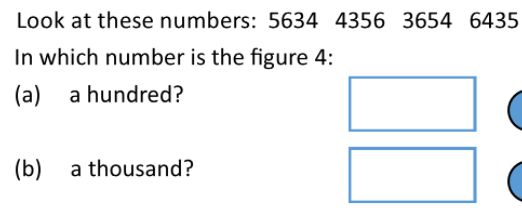 Look at these numbers: 5634 4356 3654 6435
In which number is the figure 4:
(a) a hundred?
(b) a thousand?